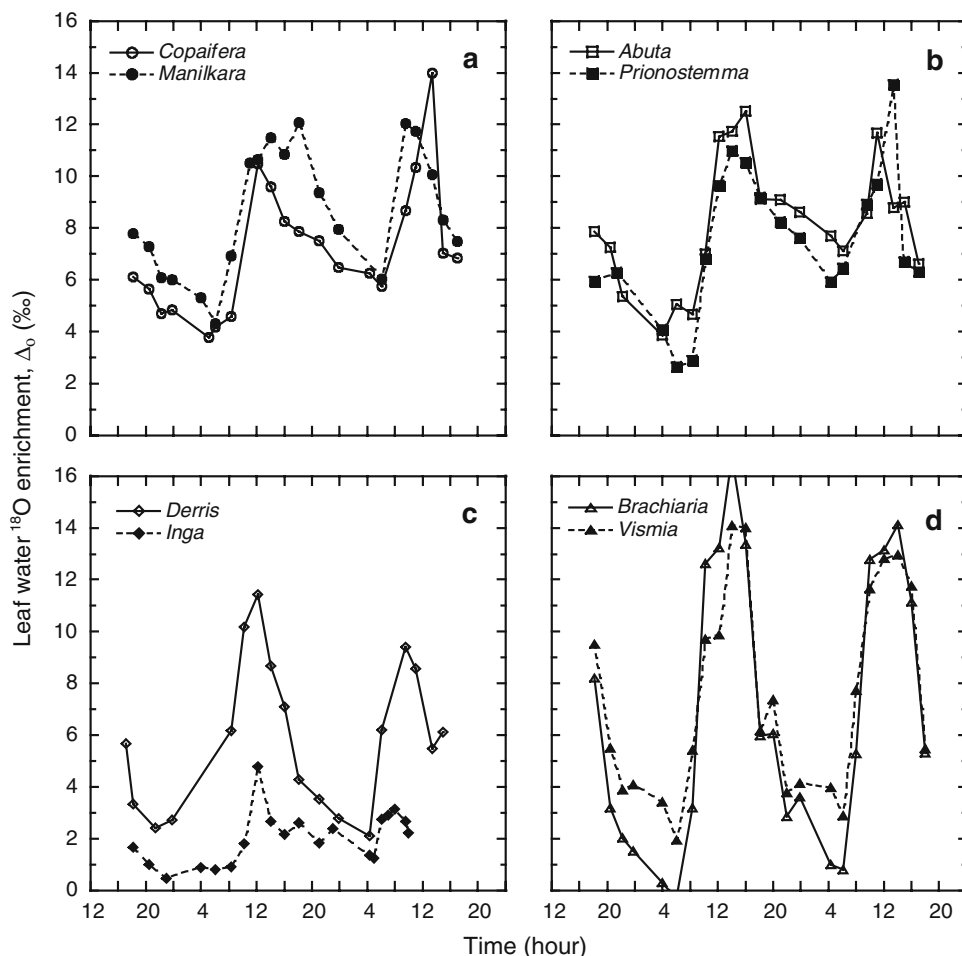 Leaf water ¹⁸O enrichment, Δₒ (‰)
16
14
12
10
8
6
4
2
0
Copaifera
Manilkara
a
Abuta
Prionostemma
b
16
14
12
10
8
6
4
2
0
Derris
Inga
c
Brachiaria
Vismia
d
12 20 4 12 20 4 12 20
12 20 4 12 20 4 12 20
Time (hour)